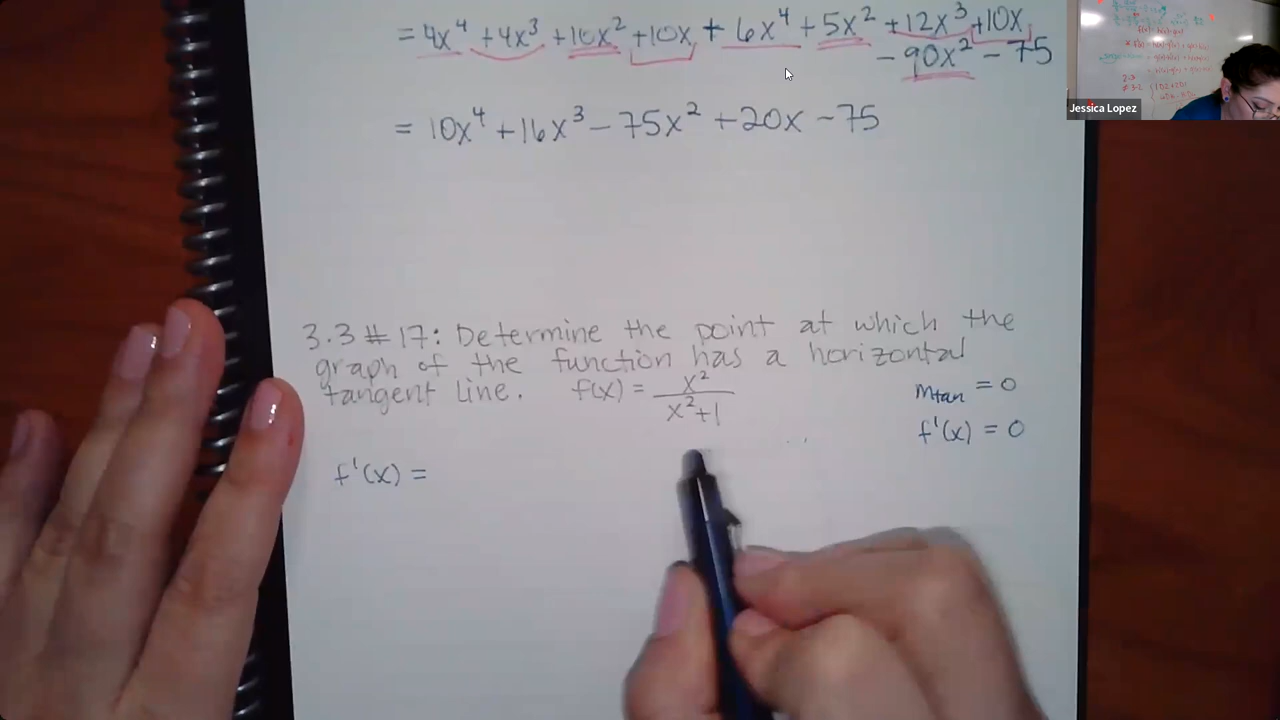 = 4x⁴ + 4x³ + 10x² + 10x + 6x⁴ + 5x² + 12x³ + 10x
− 90x² − 75
= 10x⁴ + 16x³ − 75x² + 20x − 75
Jessica Lopez
3.3 # 17: Determine the point at which the
graph of the function has a horizontal
tangent line. f(x) = x²/(x²+1)
mtan = 0
f'(x) = 0
f'(x) =